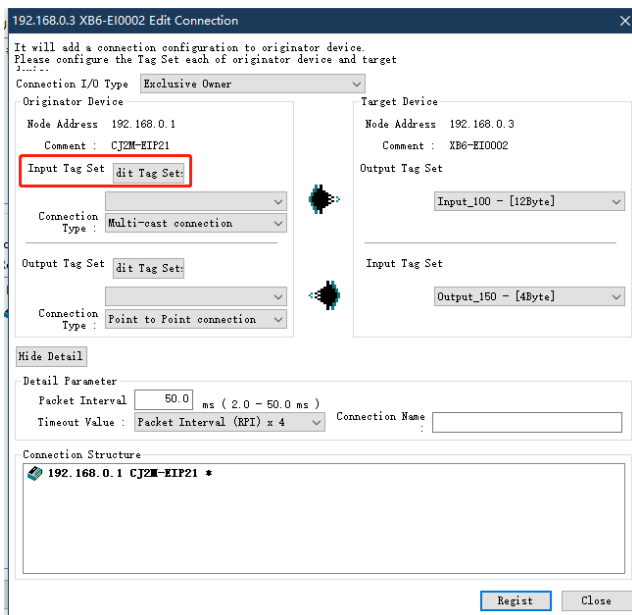 192.168.0.3 XB6-EI0002 Edit Connection
It will add a connection configuration to originator device.
Please configure the Tag Set each of originator device and target
Connection I/O Type Exclusive Owner
Originator Device
Node Address 192.168.0.1
Comment : CJ2M-EIP21
Input Tag Set dit Tag Set:
Connection Type : Multi-cast connection
Output Tag Set dit Tag Set:
Connection Type : Point to Point connection
Target Device
Node Address 192.168.0.3
Comment : XB6-EI0002
Output Tag Set
Input_100 - [12Byte]
Input Tag Set
Output_150 - [4Byte]
Hide Detail
Detail Parameter
Packet Interval 50.0 ms ( 2.0 - 50.0 ms )
Timeout Value : Packet Interval (RPI) x 4
Connection Name :
Connection Structure
192.168.0.1 CJ2M-EIP21 *
Regist Close